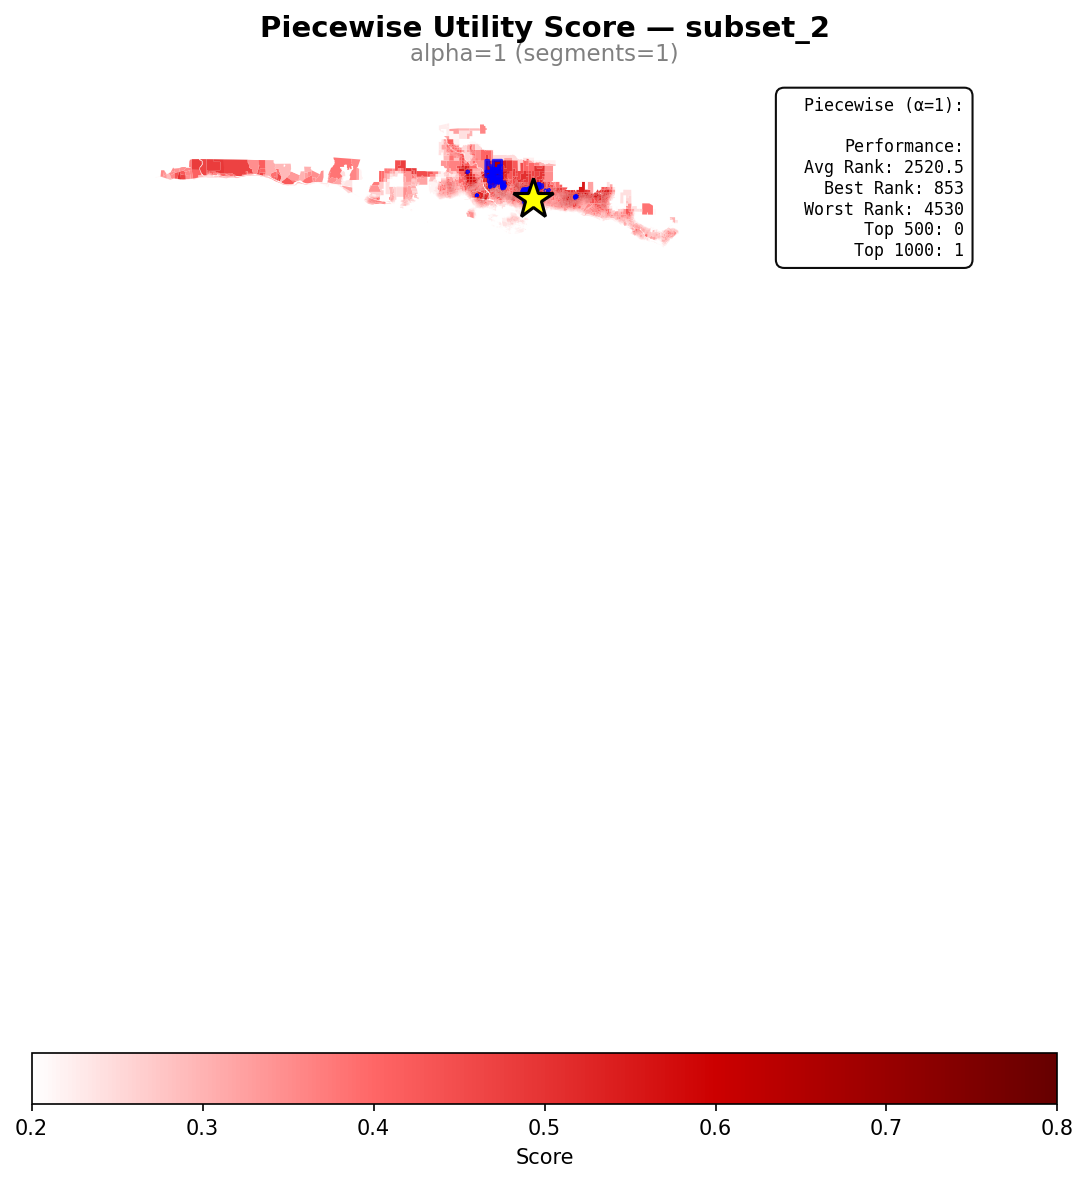 Piecewise Utility Score — subset_2
alpha=1 (segments=1)
Piecewise (α=1):
Performance:
Avg Rank: 2520.5
Best Rank: 853
Worst Rank: 4530
Top 500: 0
Top 1000: 1
0.2 0.3 0.4 0.5 0.6 0.7 0.8
Score